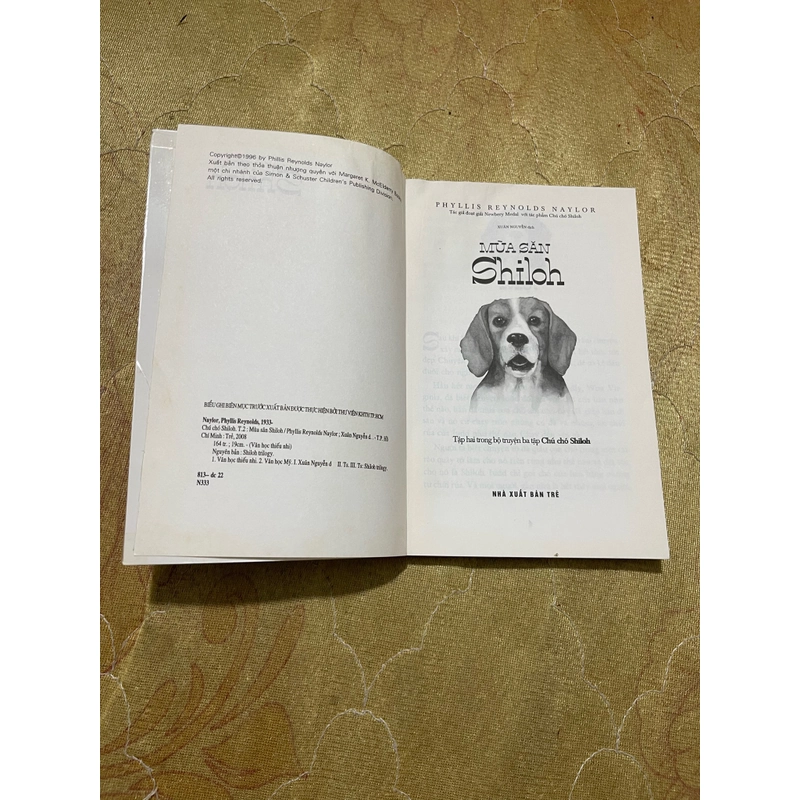 Copyright©1996 by Phillis Reynolds Naylor
Xuất bản theo thỏa thuận nhượng quyền với Margaret K. McElderry Books,
một chi nhánh của Simon & Schuster Children's Publishing Division.
All rights reserved.
BIỂU GHI BIÊN MỤC TRƯỚC XUẤT BẢN ĐƯỢC THỰC HIỆN BỞI THƯ VIỆN KHTH TP.HCM
Naylor, Phyllis Reynolds, 1933-
Chú chó Shiloh. T.2 : Mùa săn Shiloh / Phyllis Reynolds Naylor ; Xuân Nguyễn d. . - T.P. Hồ
Chí Minh : Trẻ, 2008
164 tr. ; 19cm. - (Văn học thiếu nhi)
Nguyên bản : Shiloh trilogy.
1. Văn học thiếu nhi. 2. Văn học Mỹ. I. Xuân Nguyễn d II. Ts. III. Ts: Shiloh trilogy.
813- dc 22
N333
PHYLLIS REYNOLDS NAYLOR
Tác giả đoạt giải Newbery Medal với tác phẩm Chú chó Shiloh
XUÂN NGUYỄN dịch
MÙA SĂN
Shiloh
Tập hai trong bộ truyện ba tập Chú chó Shiloh
NHÀ XUẤT BẢN TRẺ